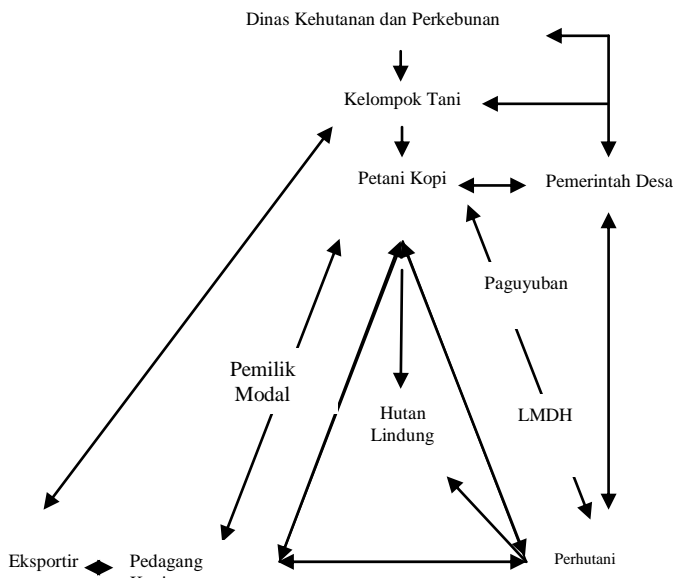 Dinas Kehutanan dan Perkebunan
Kelompok Tani
Petani Kopi
Pemerintah Desa
Paguyuban
Pemilik
Modal
Hutan
Lindung
LMDH
Eksportir
Pedagang
Perhutani